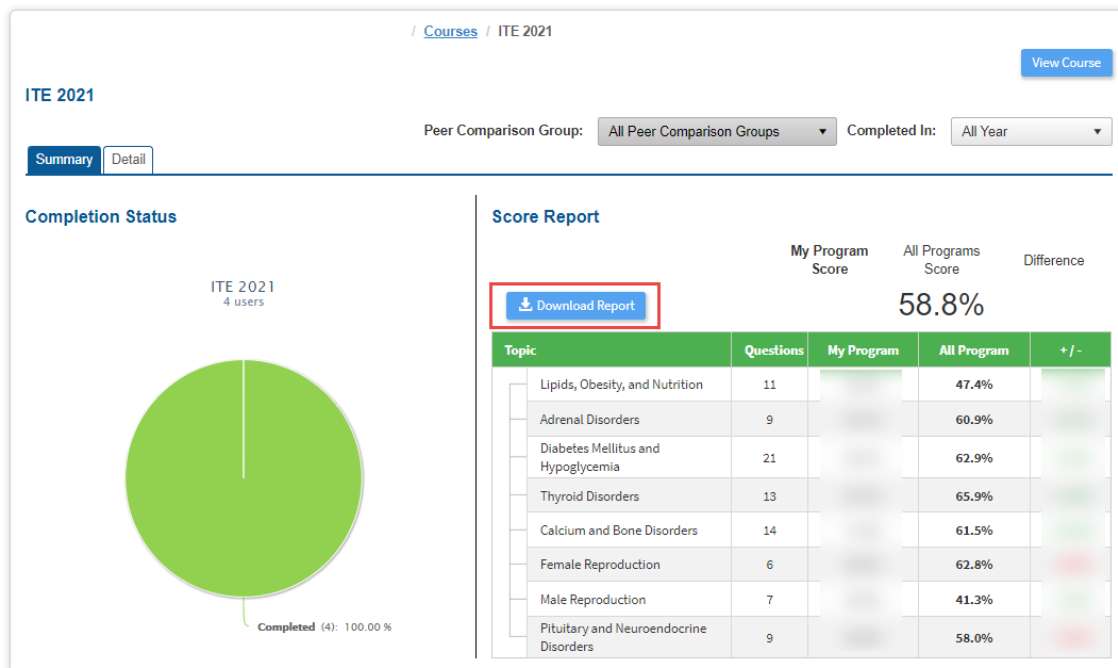 / Courses / ITE 2021
View Course
ITE 2021
Peer Comparison Group: All Peer Comparison Groups Completed In: All Year
Summary Detail
Completion Status
ITE 2021
4 users
Completed (4): 100.00 %
Score Report
My Program Score All Programs Score Difference
Download Report 58.8%
Topic Questions My Program All Program + / -
Lipids, Obesity, and Nutrition 11 47.4%
Adrenal Disorders 9 60.9%
Diabetes Mellitus and Hypoglycemia 21 62.9%
Thyroid Disorders 13 65.9%
Calcium and Bone Disorders 14 61.5%
Female Reproduction 6 62.8%
Male Reproduction 7 41.3%
Pituitary and Neuroendocrine Disorders 9 58.0%